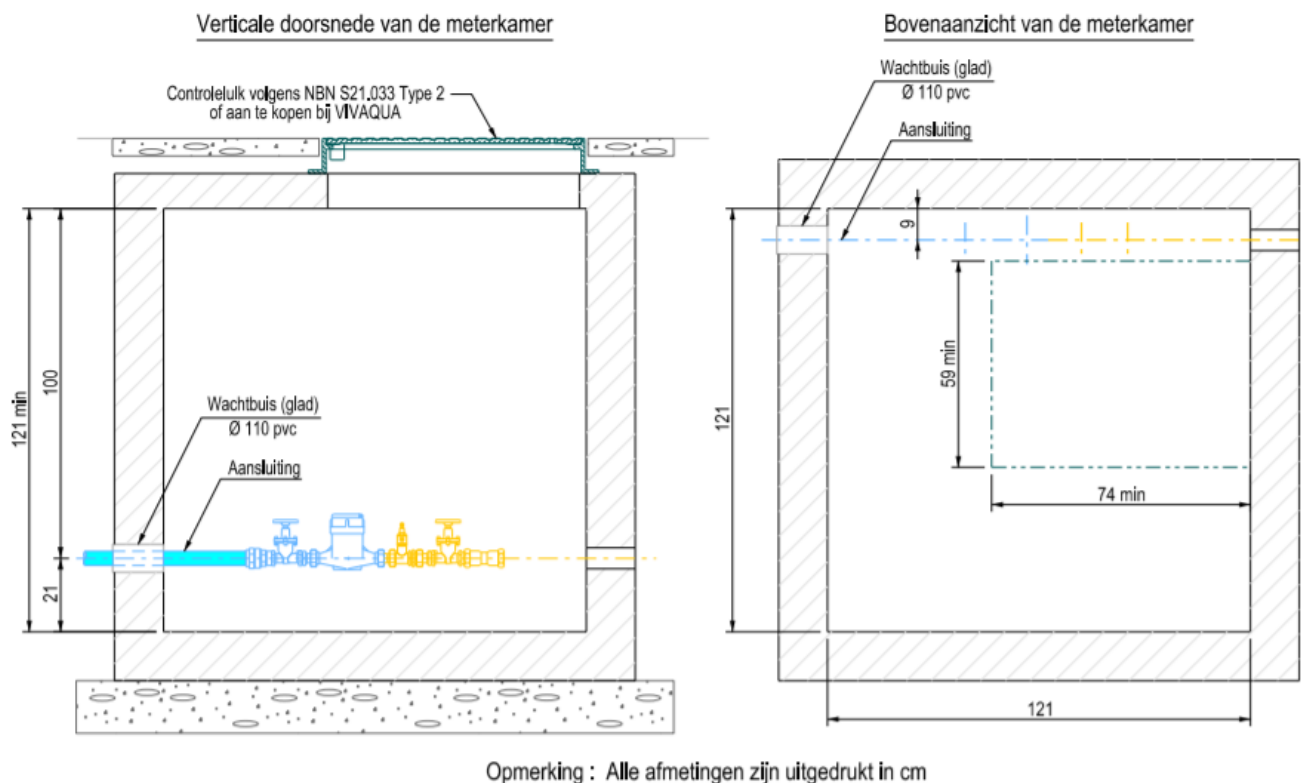 Verticale doorsnede van de meterkamer
Controleluik volgens NBN S21.033 Type 2
of aan te kopen bij VIVAQUA
121 min
100
21
Wachtbuis (glad)
Ø 110 pvc
Aansluiting
Bovenaanzicht van de meterkamer
Wachtbuis (glad)
Ø 110 pvc
Aansluiting
9
59 min
74 min
121
121
Opmerking : Alle afmetingen zijn uitgedrukt in cm